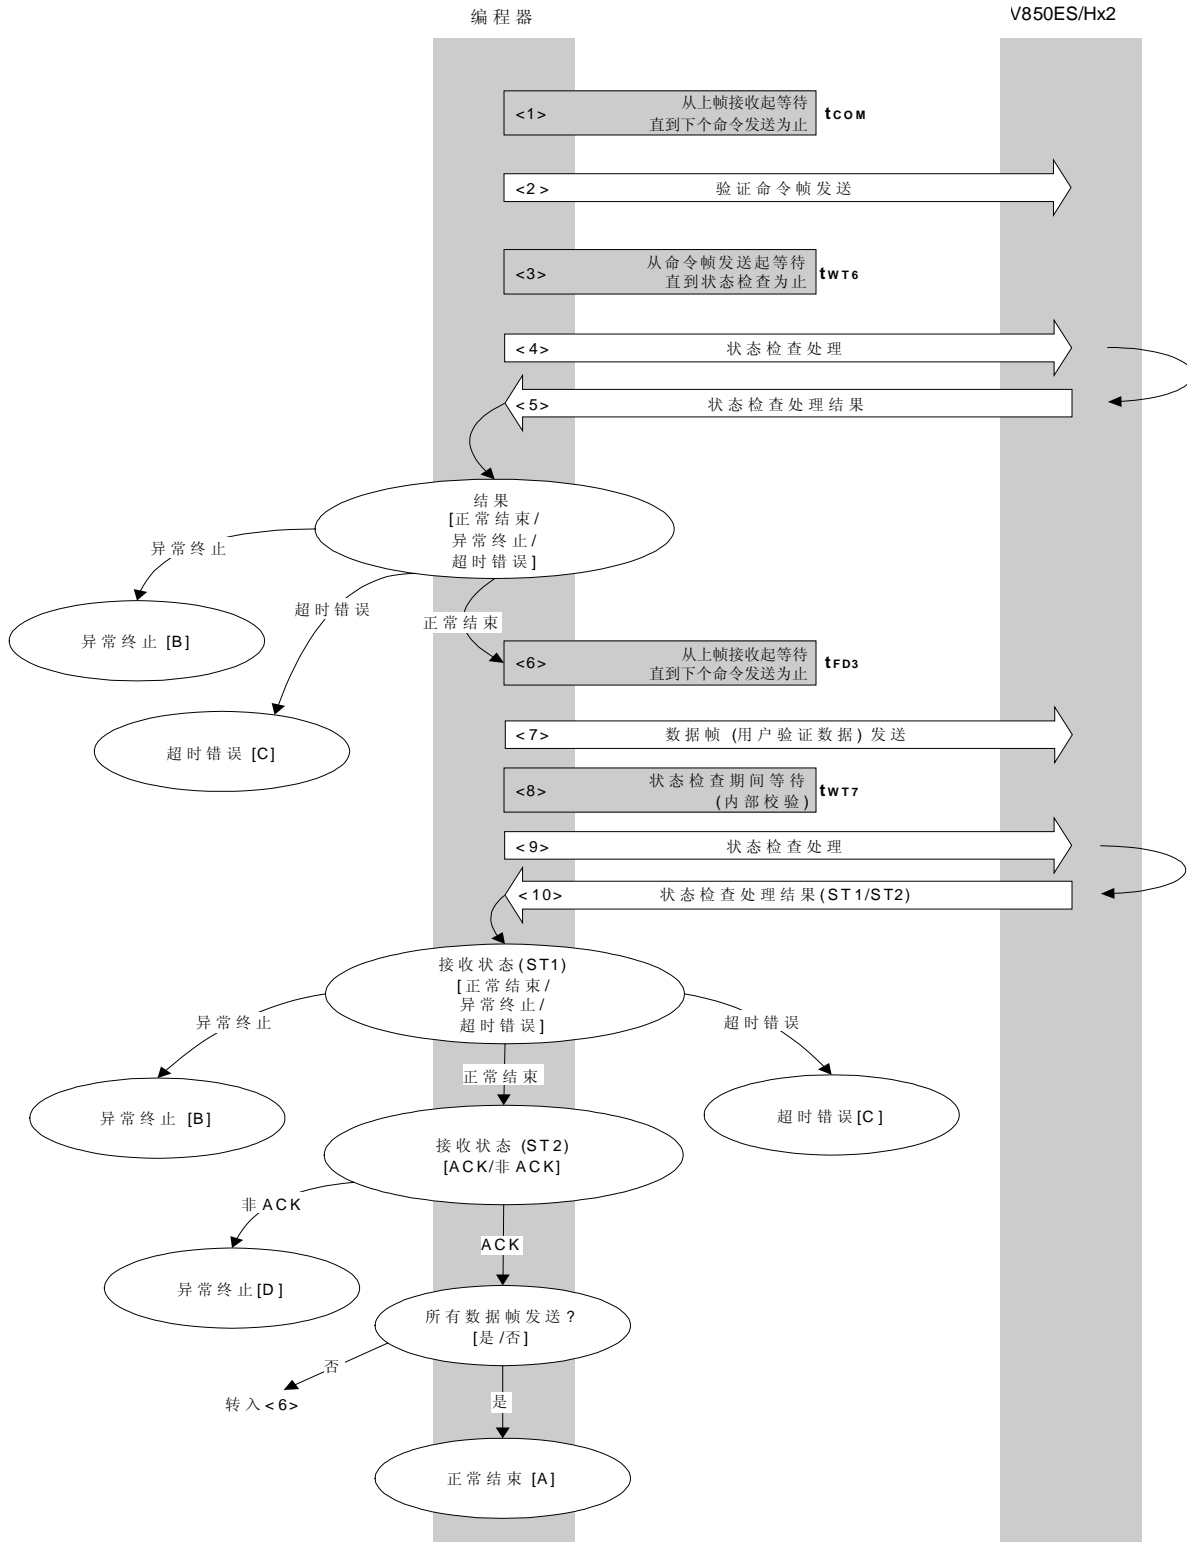 编程器
V850ES/Hx2
<1> 从上帧接收起等待
直到下个命令发送为止
tCOM
<2> 验证命令帧发送
<3> 从命令帧发送起等待
直到状态检查为止
tWT6
<4> 状态检查处理
<5> 状态检查处理结果
结果
[正常结束/
异常终止/
超时错误]
异常终止
超时错误
正常结束
异常终止 [B]
<6> 从上帧接收起等待
直到下个命令发送为止
tFD3
超时错误 [C]
<7> 数据帧 (用户验证数据) 发送
<8> 状态检查期间等待
(内部校验)
tWT7
<9> 状态检查处理
<10> 状态检查处理结果(ST1/ST2)
接收状态(ST1)
[正常结束/
异常终止/
超时错误]
异常终止
超时错误
正常结束
异常终止 [B]
超时错误[C]
接收状态 (ST2)
[ACK/非ACK]
非ACK
ACK
异常终止[D]
所有数据帧发送?
[是/否]
否
转入<6>
是
正常结束 [A]